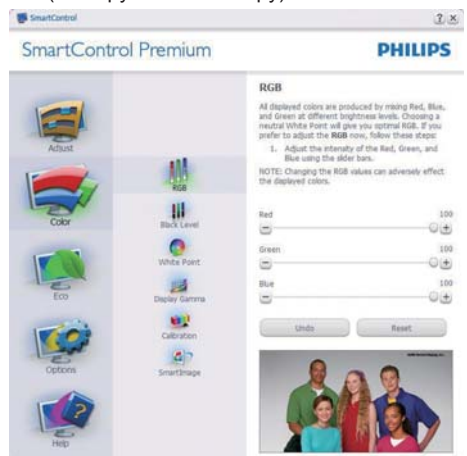 SmartControl
SmartControl Premium
PHILIPS
Adjust
Color
Eco
Options
Help
RGB
Black Level
White Point
Display Gamma
Calibration
SmartImage
RGB
All displayed colors are produced by mixing Red, Blue,
and Green at different brightness levels. Choosing a
neutral White Point will give you optimal RGB. If you
prefer to adjust the RGB now, follow these steps:
1. Adjust the intensity of the Red, Green, and
Blue using the slider bars.
NOTE: Changing the RGB values can adversely effect
the displayed colors.
Red 100
Green 100
Blue 100
Undo Reset